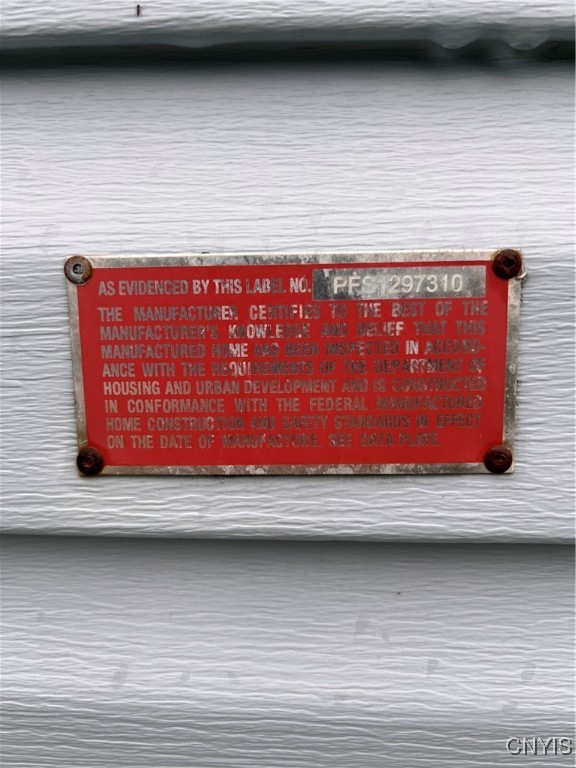 AS EVIDENCED BY THIS LABEL NO. PFS1297310
THE MANUFACTURER CERTIFIES TO THE BEST OF THE
MANUFACTURER'S KNOWLEDGE AND BELIEF THAT THIS
MANUFACTURED HOME HAS BEEN INSPECTED IN ACCORD-
ANCE WITH THE REQUIREMENTS OF THE DEPARTMENT OF
HOUSING AND URBAN DEVELOPMENT AND IS CONSTRUCTED
IN CONFORMANCE WITH THE FEDERAL MANUFACTURED
HOME CONSTRUCTION AND SAFETY STANDARDS IN EFFECT
ON THE DATE OF MANUFACTURE. SEE DATA PLATE.
CNYIS